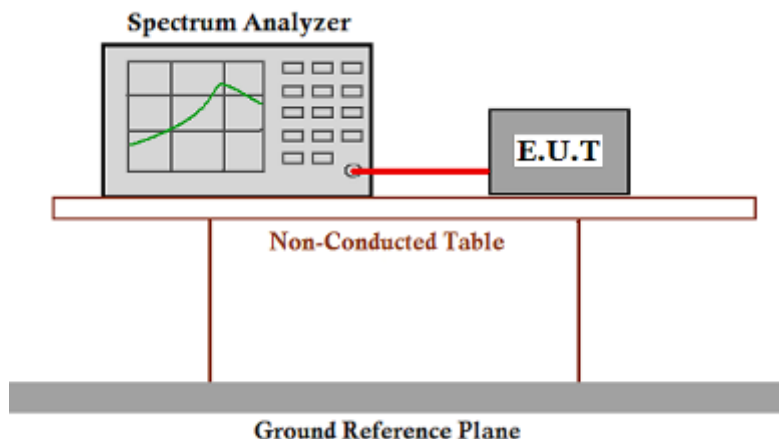 Spectrum Analyzer
E.U.T
Non-Conducted Table
Ground Reference Plane